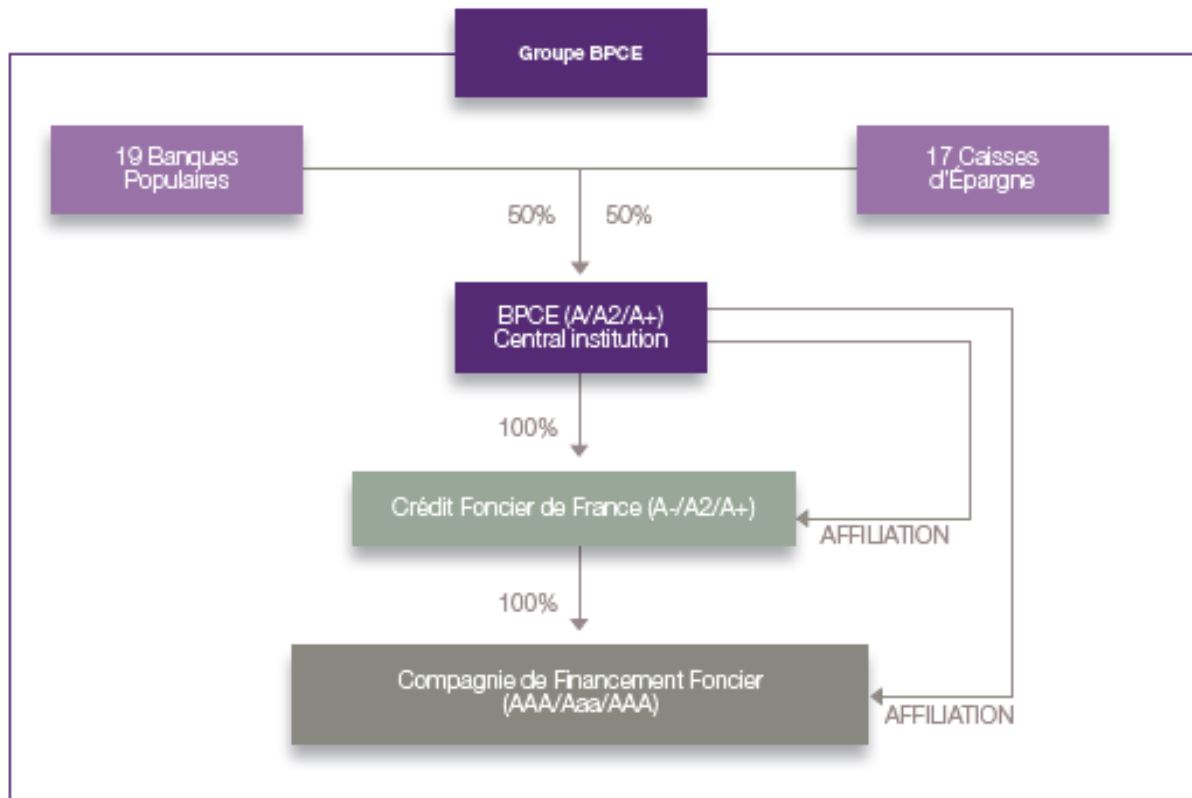 Groupe BPCE
19 Banques
Populaires
17 Caisses
d'Épargne
50%
50%
BPCE (A/A2/A+)
Central institution
100%
Crédit Foncier de France (A-/A2/A+)
AFFILIATION
100%
Compagnie de Financement Foncier
(AAA/Aaa/AAA)
AFFILIATION